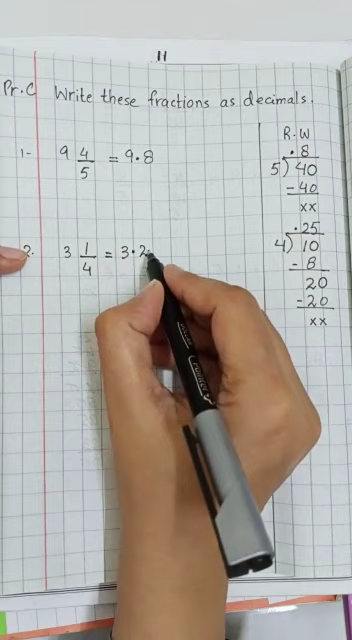 11
Pr.C Write these fractions as decimals.
1- 9 4/5 = 9.8
2. 3 1/4 = 3.2
R.W
.8
5)40
-40
xx
.25
4)10
-8
20
-20
xx
Pointer